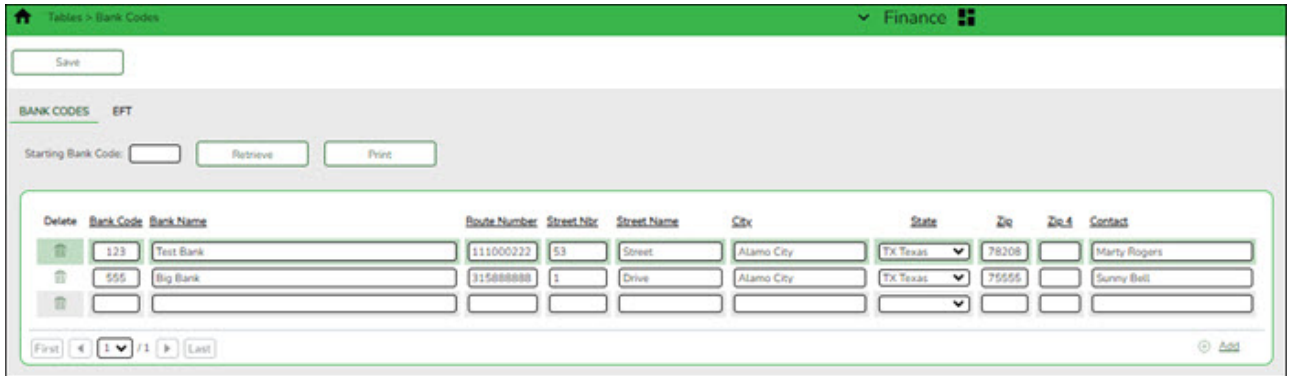 Tables > Bank Codes Finance
Save
BANK CODES EFT
Starting Bank Code: Retrieve Print
Delete Bank Code Bank Name Route Number Street Nbr Street Name City State Zip Zip 4 Contact
123 Test Bank 111000222 53 Street Alamo City TX Texas 78208 Marty Rogers
555 Big Bank 315888888 1 Drive Alamo City TX Texas 75555 Sunny Bell
First 1 / 1 Last Add